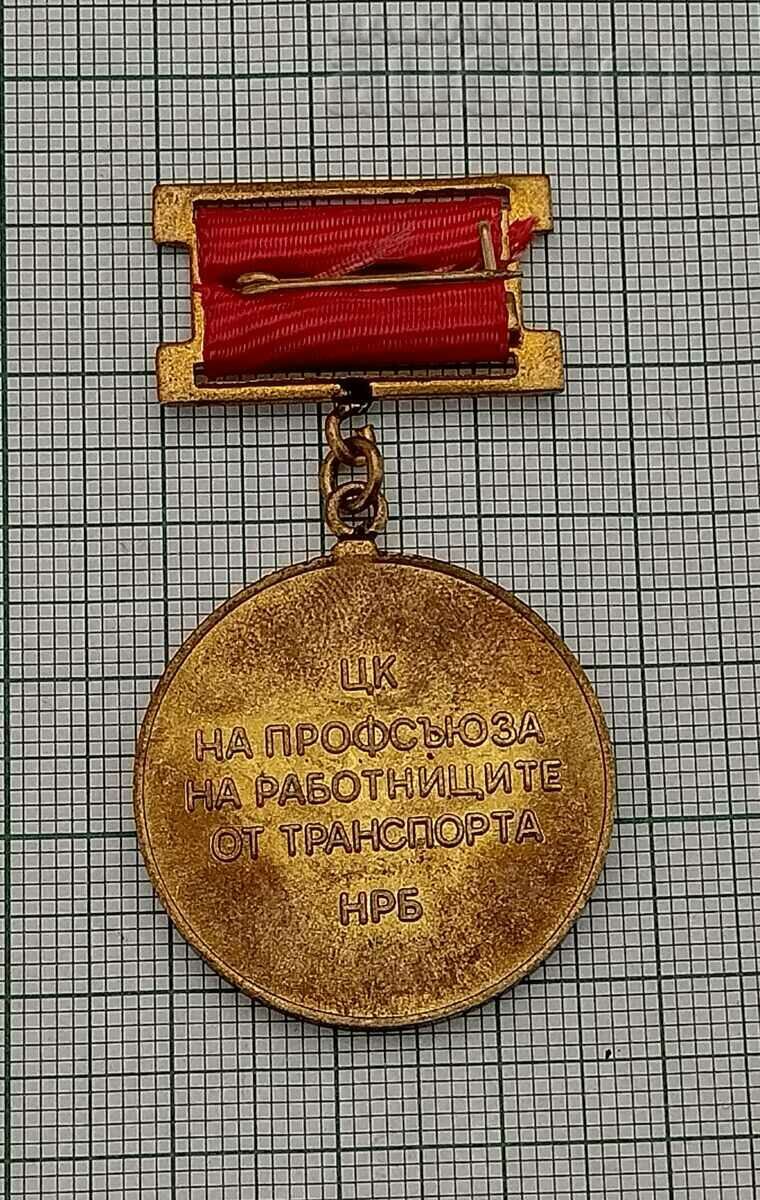 ЦК
НА ПРОФСЪЮЗА
НА РАБОТНИЦИТЕ
ОТ ТРАНСПОРТА
НРБ